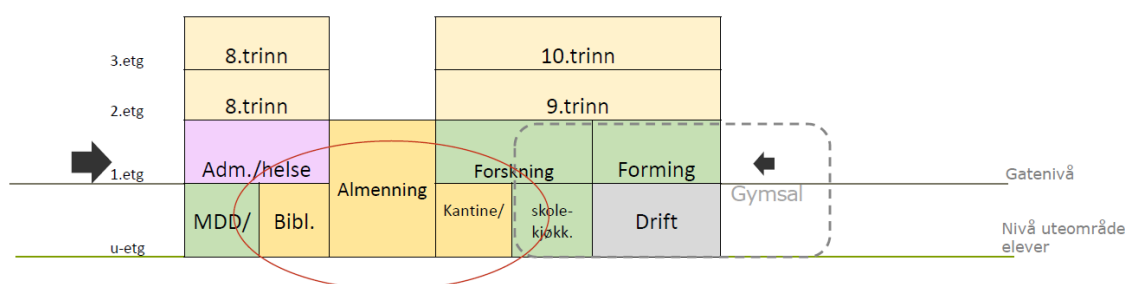 3.etg 8.trinn 10.trinn
2.etg 8.trinn 9.trinn
1.etg Adm./helse Forskning Forming Gatenivå
Almenning
Gymsal
MDD/ Bibl. Kantine/ skole-
kjøkk. Drift
Nivå uteområde
elever
u-etg